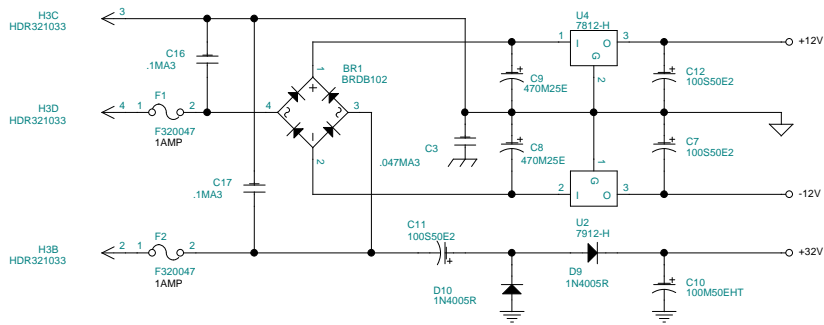 H3C
HDR321033
3
C16
.1MA3
H3D
HDR321033
4
1
F1
2
F320047
1AMP
C17
.1MA3
H3B
HDR321033
2
1
F2
2
F320047
1AMP
BR1
BRDB102
1
+
4
3
2
C3
.047MA3
C9
470M25E
+
C8
470M25E
+
U4
7812-H
1
I
O
3
G
2
C12
100S50E2
+
+12V
C7
100S50E2
+
1
G
2
I
O
3
-12V
U2
7912-H
C11
100S50E2
+
D10
1N4005R
D9
1N4005R
C10
100M50EHT
+
+32V